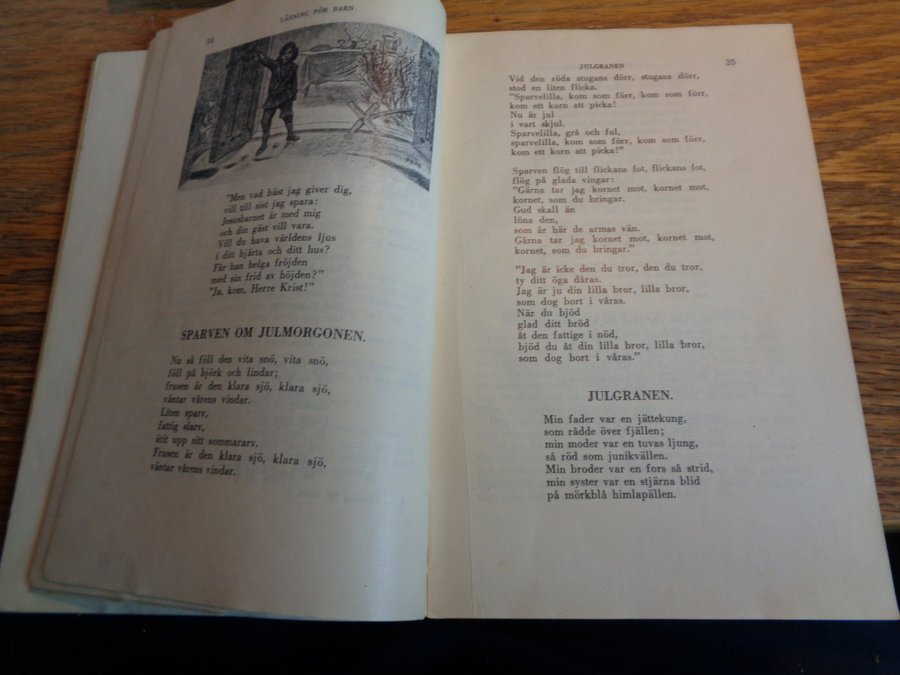 34
LÄSNING FÖR BARN
"Men vad bäst jag giver dig,
vill till sist jag spara:
Jesusbarnet är med mig
och din gäst vill vara.
Vill du hava världens ljus
i ditt hjärta och ditt hus?
Får han helga fröjden
med sin frid av höjden?"
"Ja, kom, Herre Krist!"
SPARVEN OM JULMORGONEN.
Nu så föll den vita snö, vita snö,
föll på björk och lindar;
frusen är den klara sjö, klara sjö,
väntar vårens vindar.
Liten sparv,
fattig slarv,
ätit upp sitt sommararv.
Frusen är den klara sjö, klara sjö,
väntar vårens vindar.
JULGRANEN
35
Vid den röda stugans dörr, stugans dörr,
stod en liten flicka.
"Sparvelilla, kom som förr, kom som förr,
kom ett korn att picka!
Nu är jul
i vart skjul.
Sparvelilla, grå och ful,
sparvelilla, kom som förr, kom som förr,
kom ett korn att picka!"
Sparven flög till flickans fot, flickans fot,
flög på glada vingar:
"Gärna tar jag kornet mot, kornet mot,
kornet, som du bringar.
Gud skall än
löna den,
som är här de armas vän.
Gärna tar jag kornet mot, kornet mot,
kornet, som du bringar."
"Jag är icke den du tror, den du tror,
ty ditt öga dåras.
Jag är ju din lilla bror, lilla bror,
som dog bort i våras.
När du bjöd
glad ditt bröd
åt den fattige i nöd,
bjöd du åt din lilla bror, lilla bror,
som dog bort i våras."
JULGRANEN.
Min fader var en jättekung,
som rådde över fjällen;
min moder var en tuvas ljung,
så röd som junikvällen.
Min broder var en fors så strid,
min syster var en stjärna blid
på mörkblå himlapällen.